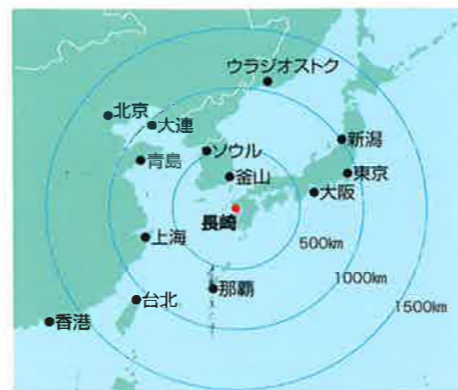 ウラジオストク
北京
大連
新潟
ソウル
青島
釜山
東京
大阪
長崎
上海
500km
1000km
那覇
台北
1500km
香港